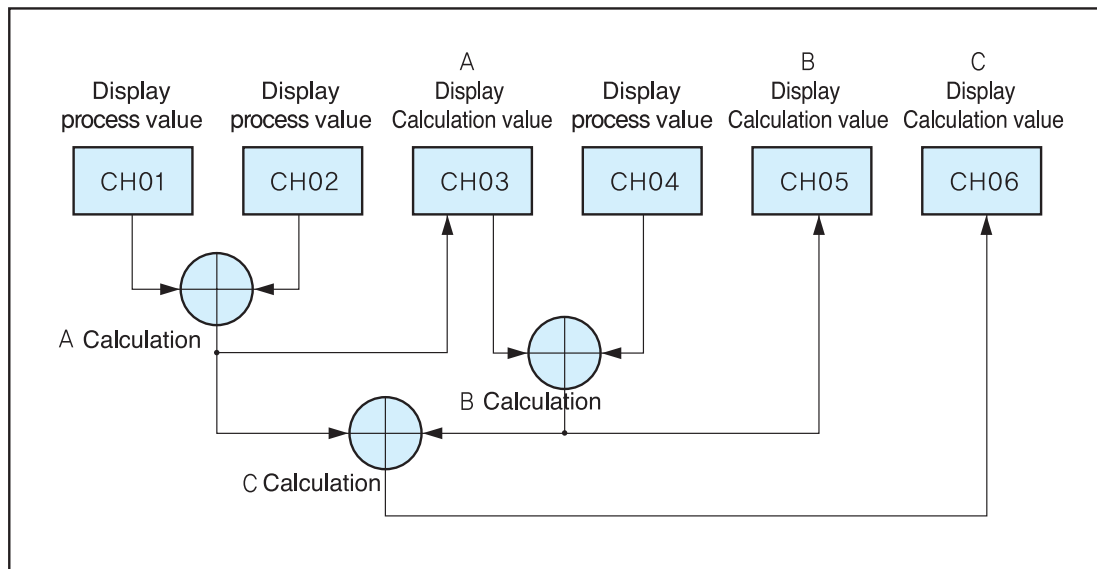 A
B
C
Display
process value
Display
process value
Display
Calculation value
Display
process value
Display
Calculation value
Display
Calculation value
CH01
CH02
CH03
CH04
CH05
CH06
A Calculation
B Calculation
C Calculation